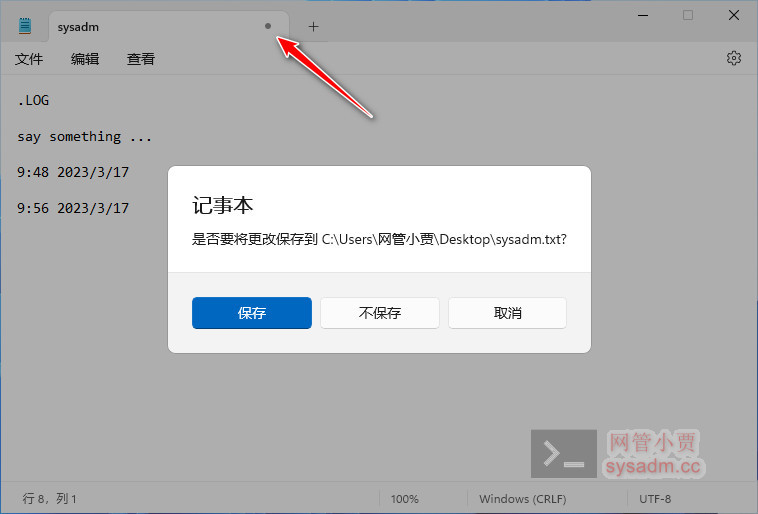 sysadm
文件 编辑 查看
.LOG
say something ...
9:48 2023/3/17
9:56 2023/3/17
记事本
是否要将更改保存到 C:\Users\网管小贾\Desktop\sysadm.txt?
保存 不保存 取消
网管小贾
sysadm.cc
行 8，列 1 100% Windows (CRLF) UTF-8